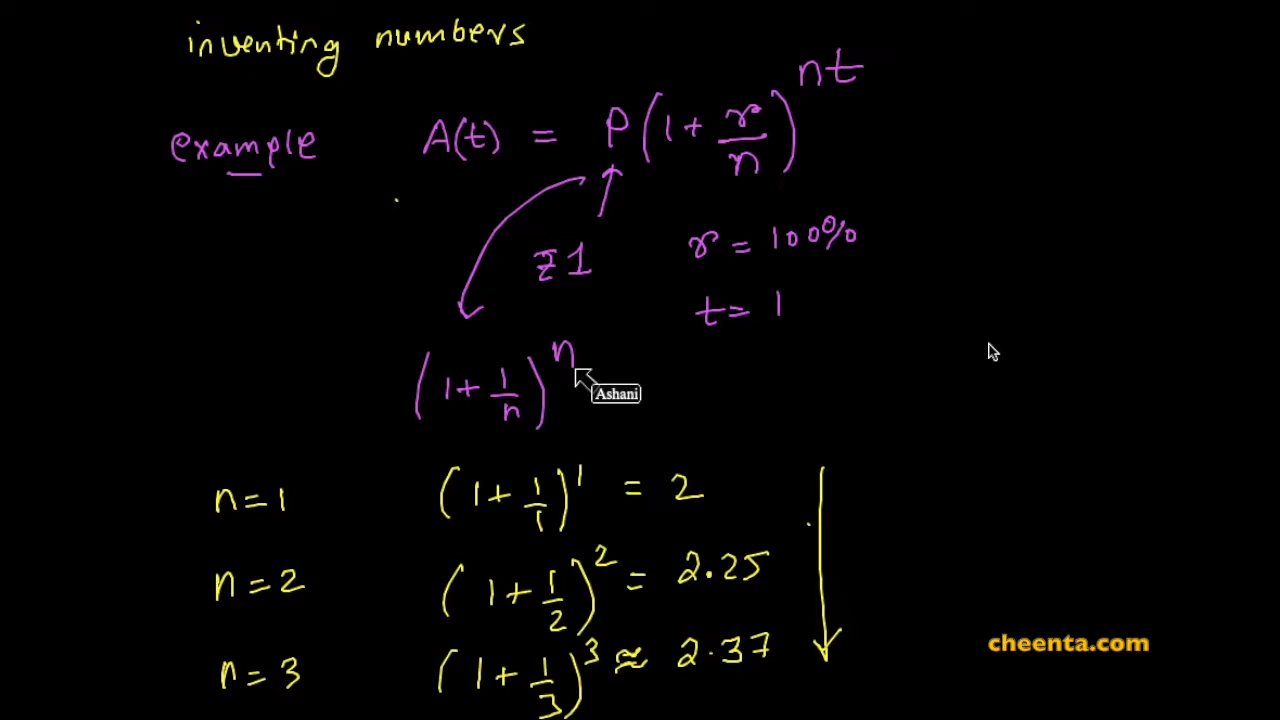 inventing numbers
example A(t) = P(1 + r/n)^nt
₹1 r = 100%
t = 1
(1 + 1/n)^n
Ashani
n = 1 (1 + 1/1)^1 = 2
n = 2 (1 + 1/2)^2 = 2.25
n = 3 (1 + 1/3)^3 ≈ 2.37
cheenta.com